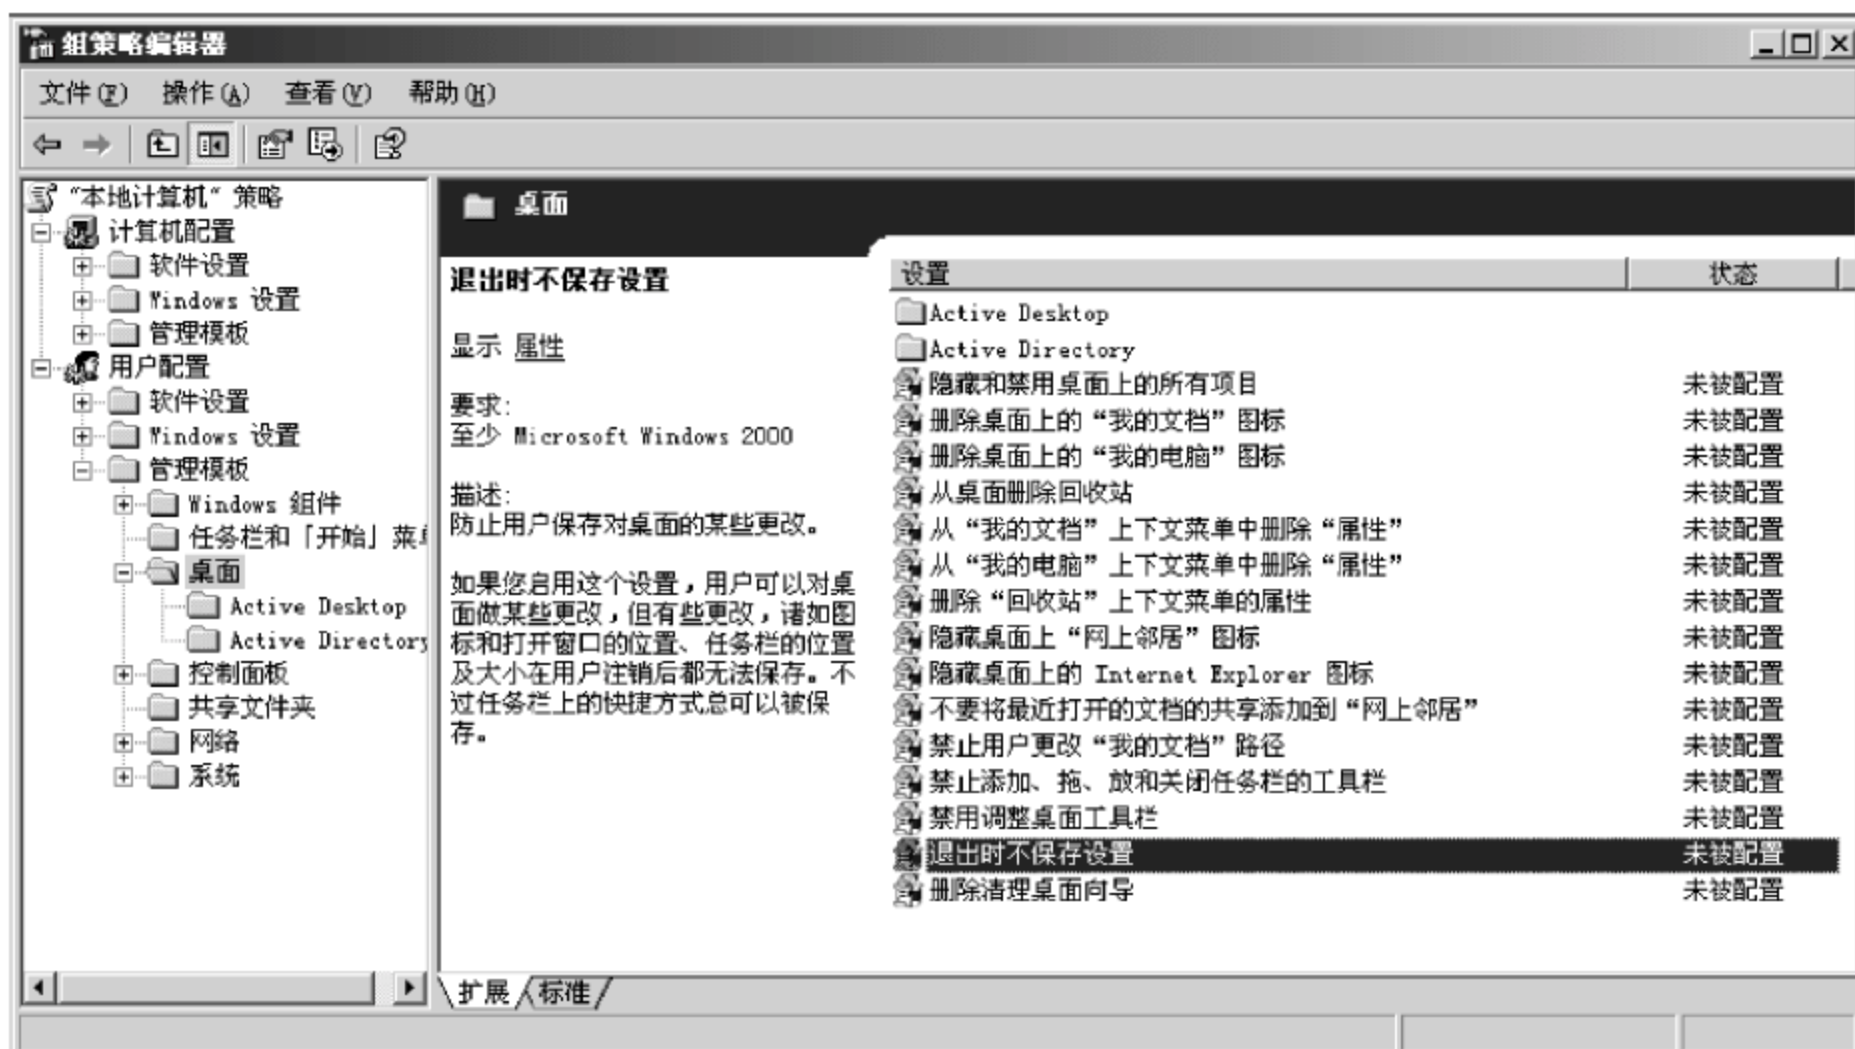 组策略编辑器
文件(F) 操作(A) 查看(V) 帮助(H)
“本地计算机“ 策略
计算机配置
软件设置
Windows 设置
管理模板
用户配置
软件设置
Windows 设置
管理模板
Windows 组件
任务栏和「开始」菜单
桌面
Active Desktop
Active Directory
控制面板
共享文件夹
网络
系统
桌面
退出时不保存设置
显示 属性
要求:
至少 Microsoft Windows 2000
描述:
防止用户保存对桌面的某些更改。
如果您启用这个设置，用户可以对桌
面做某些更改，但有些更改，诸如图
标和打开窗口的位置、任务栏的位置
及大小在用户注销后都无法保存。不
过任务栏上的快捷方式总可以被保
存。
设置 状态
Active Desktop
Active Directory
隐藏和禁用桌面上的所有项目 未被配置
删除桌面上的“我的文档”图标 未被配置
删除桌面上的“我的电脑”图标 未被配置
从桌面删除回收站 未被配置
从“我的文档”上下文菜单中删除“属性” 未被配置
从“我的电脑”上下文菜单中删除“属性” 未被配置
删除“回收站”上下文菜单的属性 未被配置
隐藏桌面上“网上邻居”图标 未被配置
隐藏桌面上的 Internet Explorer 图标 未被配置
不要将最近打开的文档的共享添加到“网上邻居” 未被配置
禁止用户更改“我的文档”路径 未被配置
禁止添加、拖、放和关闭任务栏的工具栏 未被配置
禁用调整桌面工具栏 未被配置
退出时不保存设置 未被配置
删除清理桌面向导 未被配置
扩展 标准